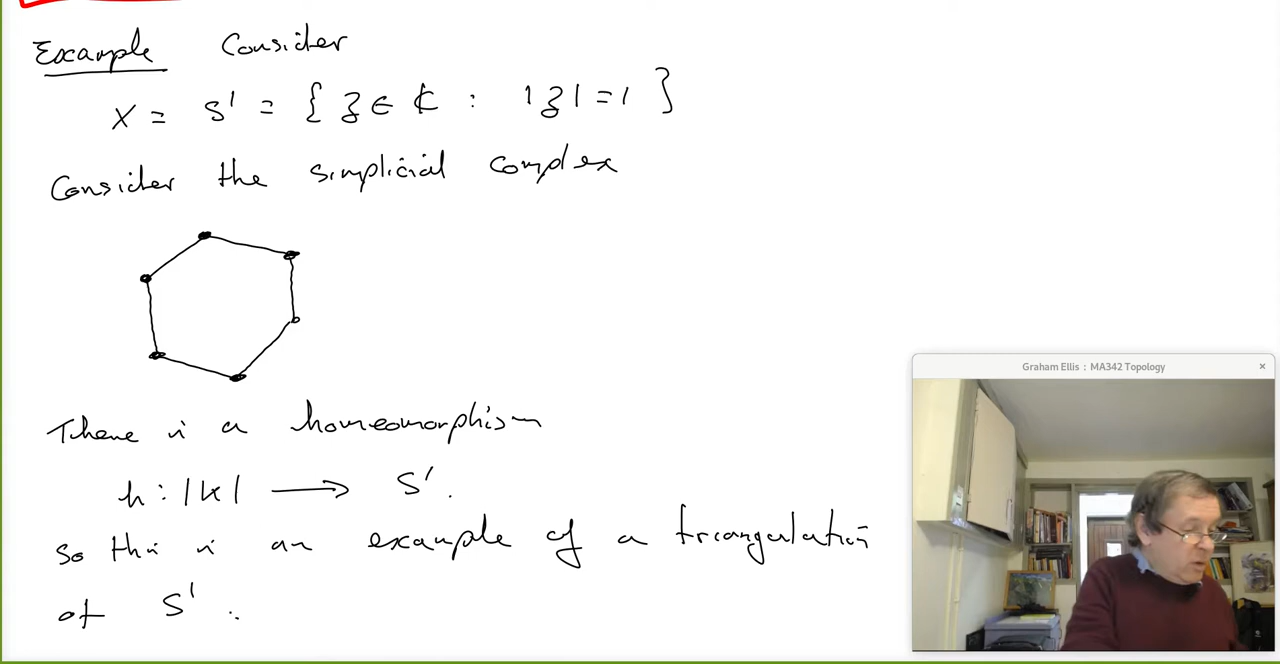 Example Consider
X = S¹ = { z ∈ ℂ : |z| = 1 }
Consider the simplicial complex
There is a homeomorphism
h : |K| ⟶ S¹.
So this is an example of a triangulation
of S¹.
Graham Ellis : MA342 Topology ×